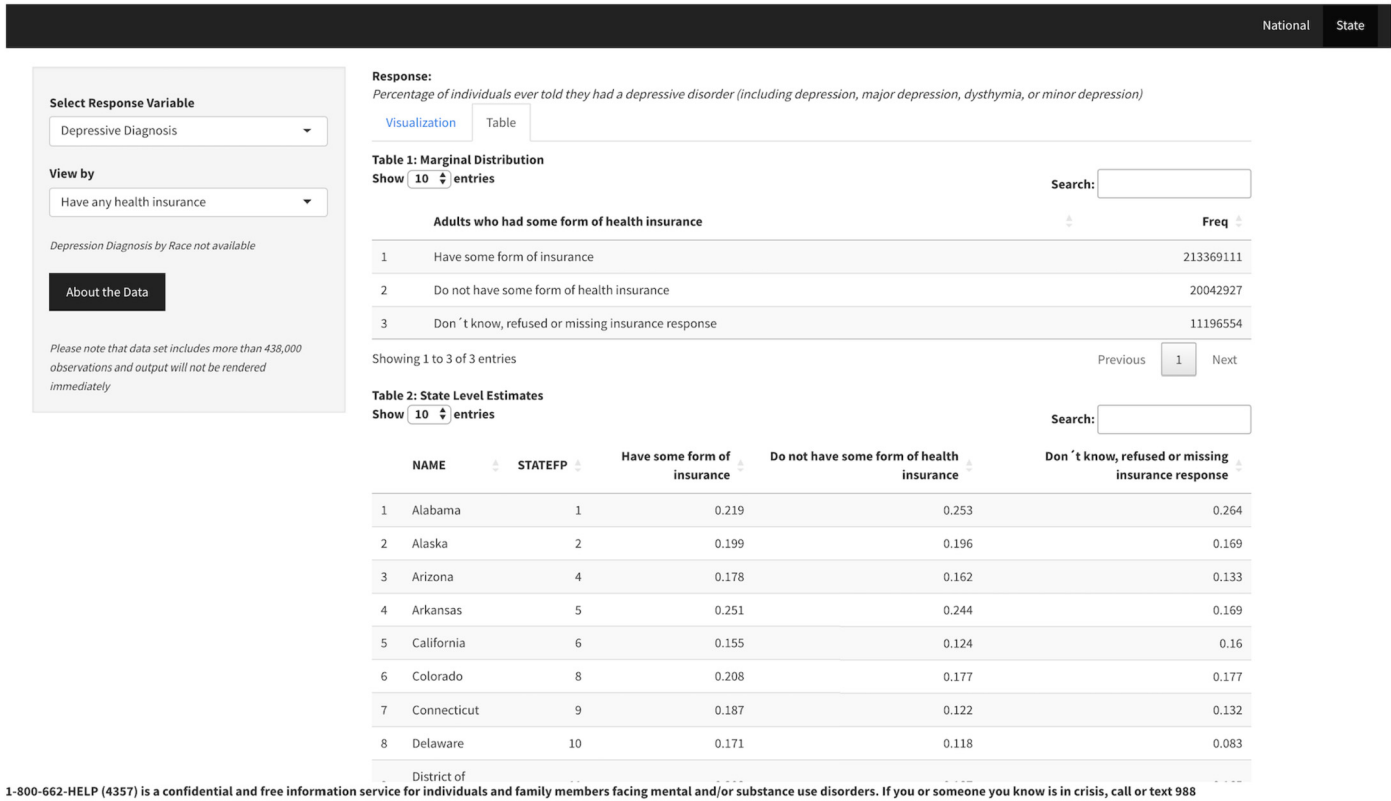 National State
Select Response Variable
Depressive Diagnosis
View by
Have any health insurance
Depression Diagnosis by Race not available
About the Data
Please note that data set includes more than 438,000
observations and output will not be rendered
immediately
Response:
Percentage of individuals ever told they had a depressive disorder (including depression, major depression, dysthymia, or minor depression)
Visualization Table
Table 1: Marginal Distribution
Show 10 entries
Search:
Adults who had some form of health insurance Freq
1 Have some form of insurance 213369111
2 Do not have some form of health insurance 20042927
3 Don´t know, refused or missing insurance response 11196554
Showing 1 to 3 of 3 entries
Previous 1 Next
Table 2: State Level Estimates
Show 10 entries
Search:
NAME STATEFP Have some form of insurance Do not have some form of health insurance Don´t know, refused or missing insurance response
1 Alabama 1 0.219 0.253 0.264
2 Alaska 2 0.199 0.196 0.169
3 Arizona 4 0.178 0.162 0.133
4 Arkansas 5 0.251 0.244 0.169
5 California 6 0.155 0.124 0.16
6 Colorado 8 0.208 0.177 0.177
7 Connecticut 9 0.187 0.122 0.132
8 Delaware 10 0.171 0.118 0.083
District of
1-800-662-HELP (4357) is a confidential and free information service for individuals and family members facing mental and/or substance use disorders. If you or someone you know is in crisis, call or text 988